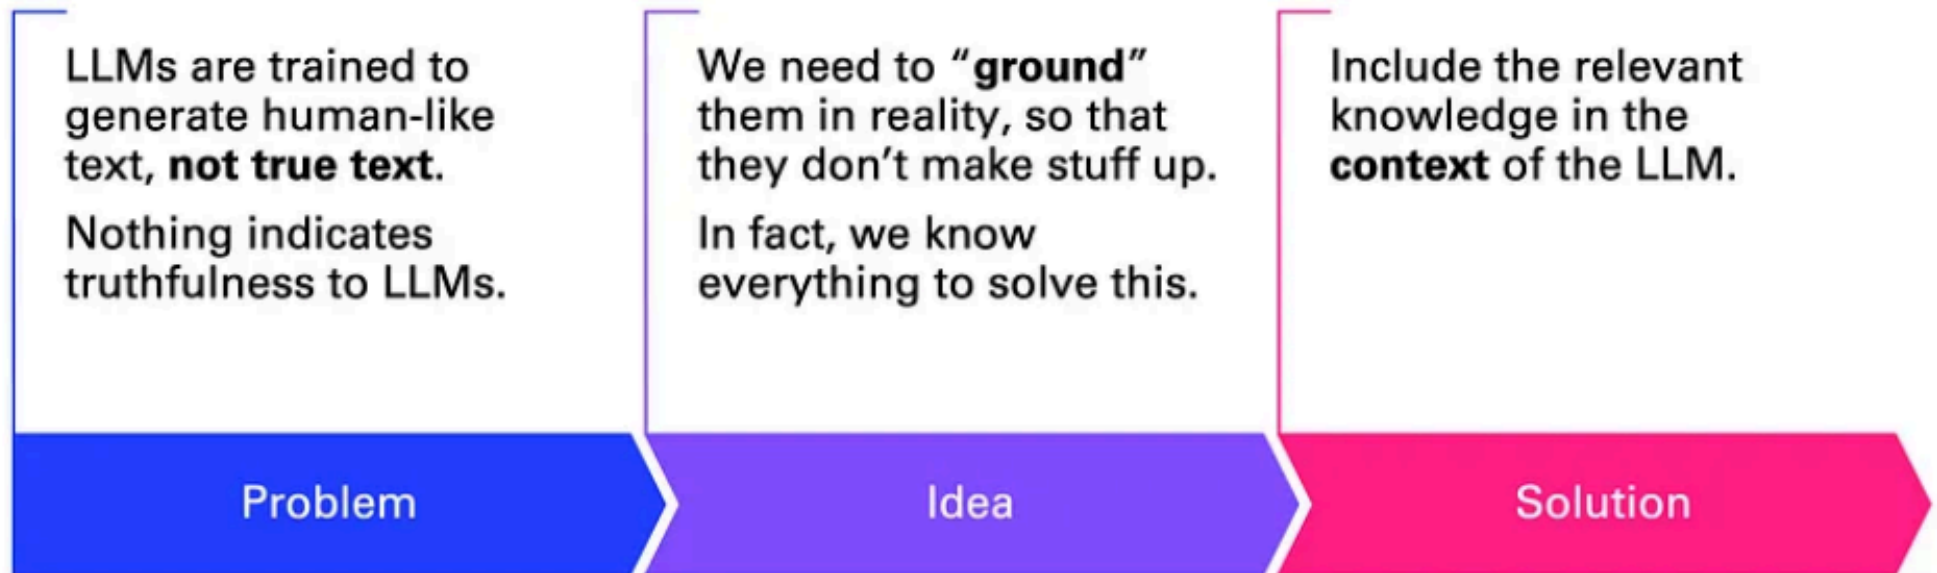 LLMs are trained to
generate human-like
text, not true text.
Nothing indicates
truthfulness to LLMs.
Problem
We need to “ground”
them in reality, so that
they don’t make stuff up.
In fact, we know
everything to solve this.
Idea
Include the relevant
knowledge in the
context of the LLM.
Solution